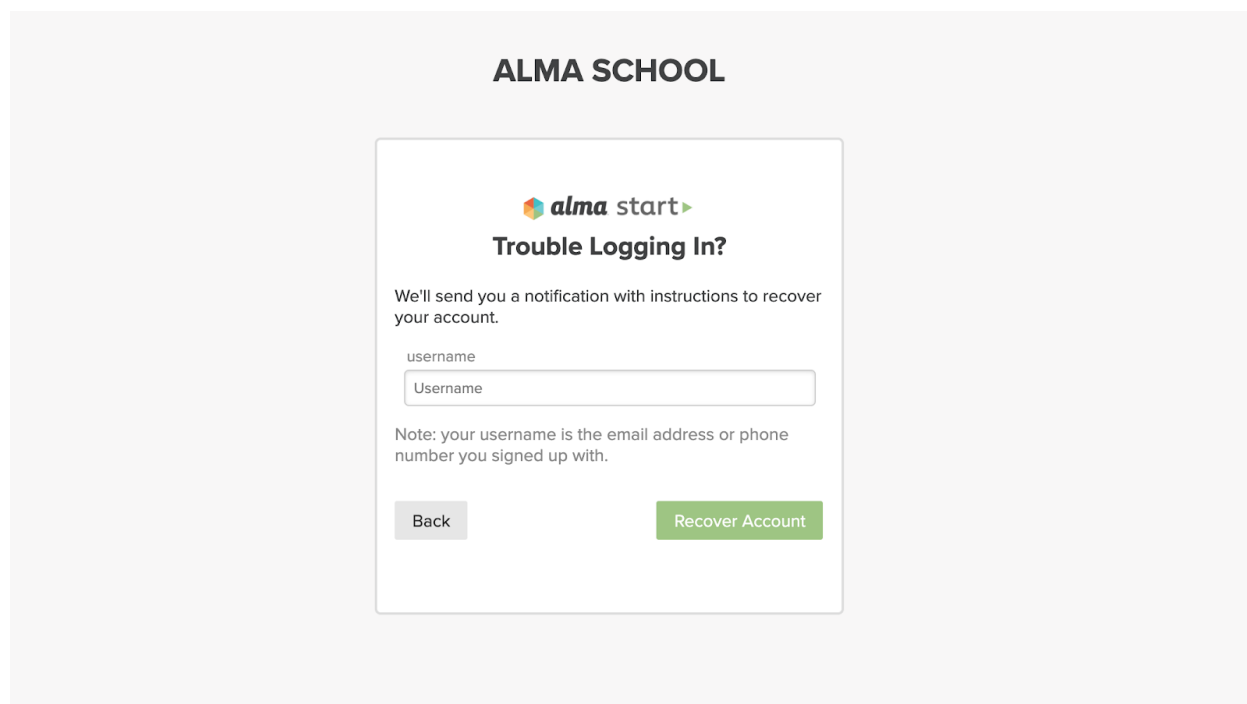 ALMA SCHOOL
alma start
Trouble Logging In?
We'll send you a notification with instructions to recover
your account.
username
Username
Note: your username is the email address or phone
number you signed up with.
Back
Recover Account